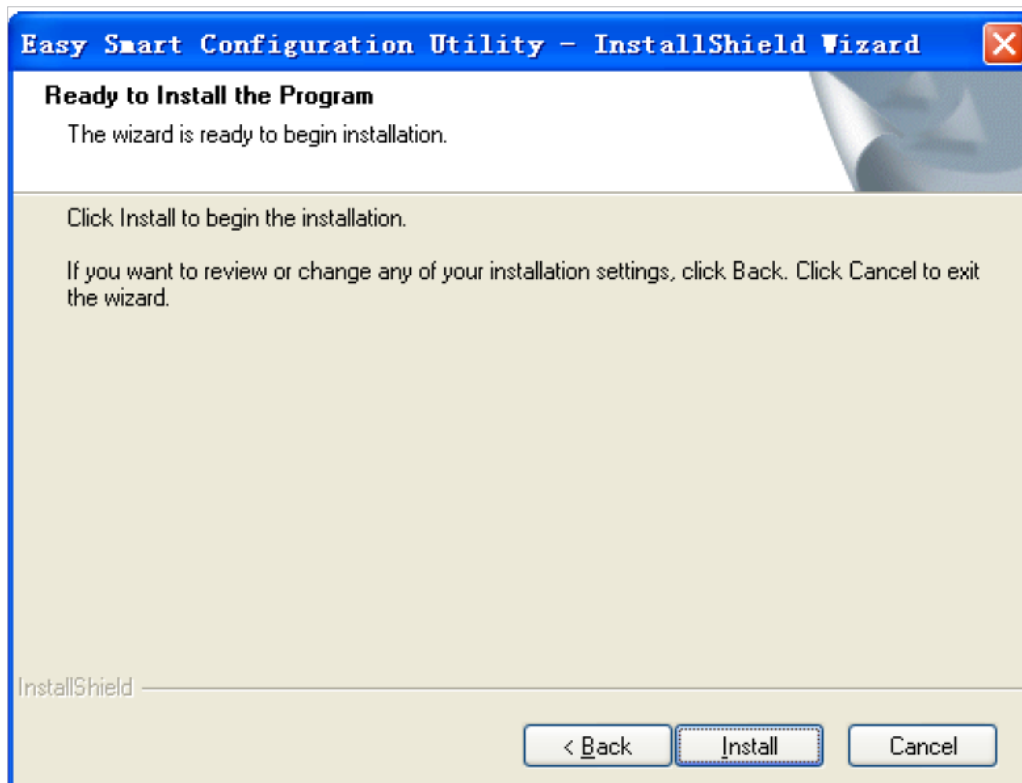 Easy Smart Configuration Utility - InstallShield Wizard
Ready to Install the Program
The wizard is ready to begin installation.
Click Install to begin the installation.
If you want to review or change any of your installation settings, click Back. Click Cancel to exit
the wizard.
InstallShield
< Back Install Cancel